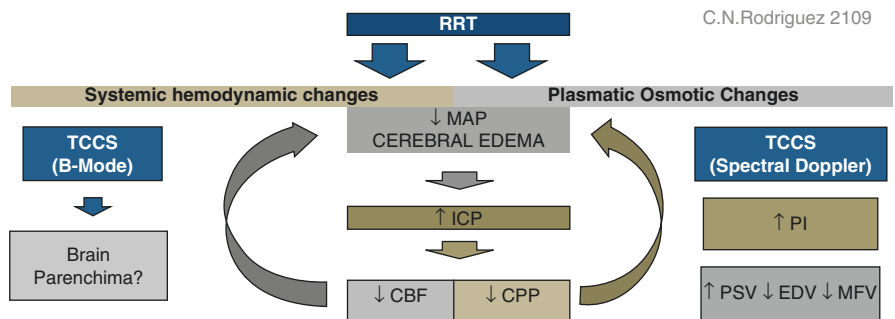 C.N.Rodriguez 2109
RRT
Systemic hemodynamic changes
Plasmatic Osmotic Changes
↓ MAP
CEREBRAL EDEMA
TCCS
(B-Mode)
TCCS
(Spectral Doppler)
↑ ICP
↑ PI
Brain
Parenchima?
↓ CBF
↓ CPP
↑ PSV ↓ EDV ↓ MFV